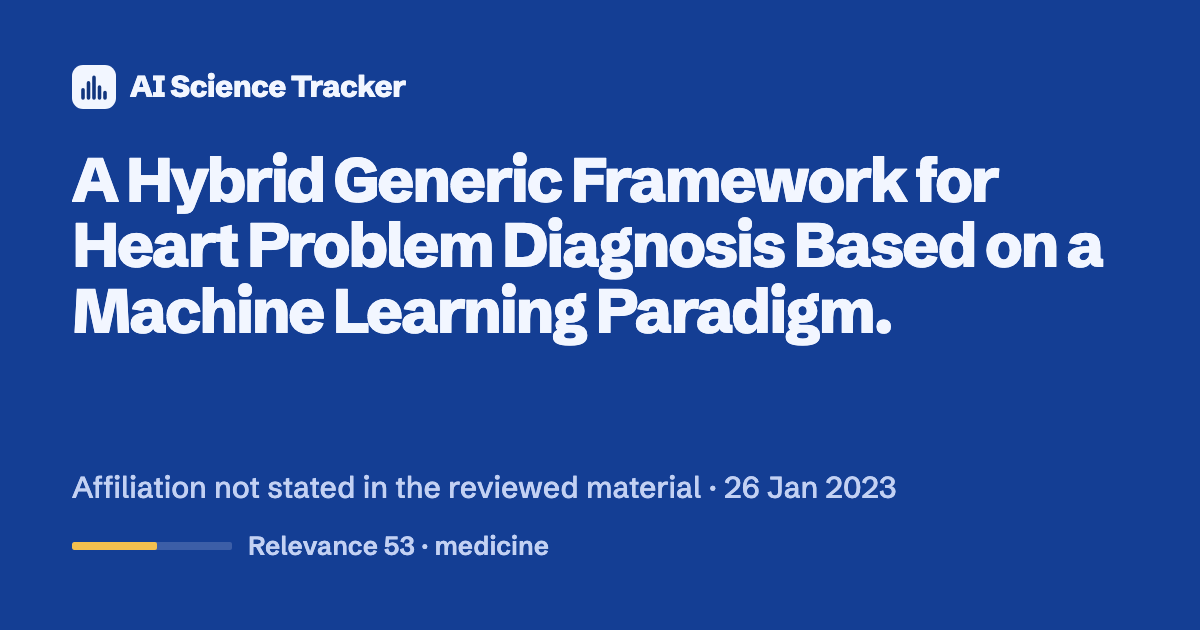 AI Science Tracker
A Hybrid Generic Framework for
Heart Problem Diagnosis Based on a
Machine Learning Paradigm.
Affiliation not stated in the reviewed material · 26 Jan 2023
Relevance 53 · medicine